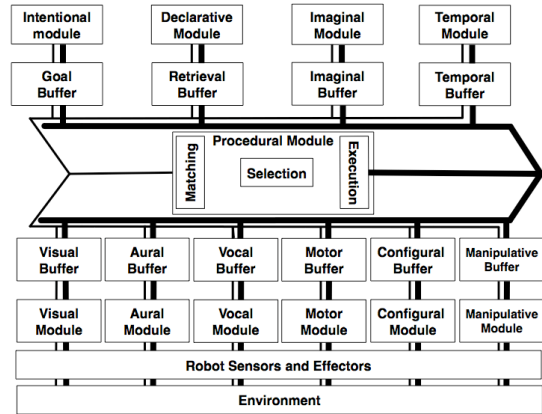 Intentional
module
Declarative
Module
Imaginal Module
Temporal
Module
Goal
Buffer
Retrieval
Buffer
Imaginal
Buffer
Temporal
Buffer
Procedural Module
Matching
Selection
Execution
Visual
Buffer
Aural
Buffer
Vocal
Buffer
Motor
Buffer
Configural
Buffer
Manipulative
Buffer
Visual
Module
Aural
Module
Vocal
Module
Motor
Module
Configural
Module
Manipulative
Module
Robot Sensors and Effectors
Environment